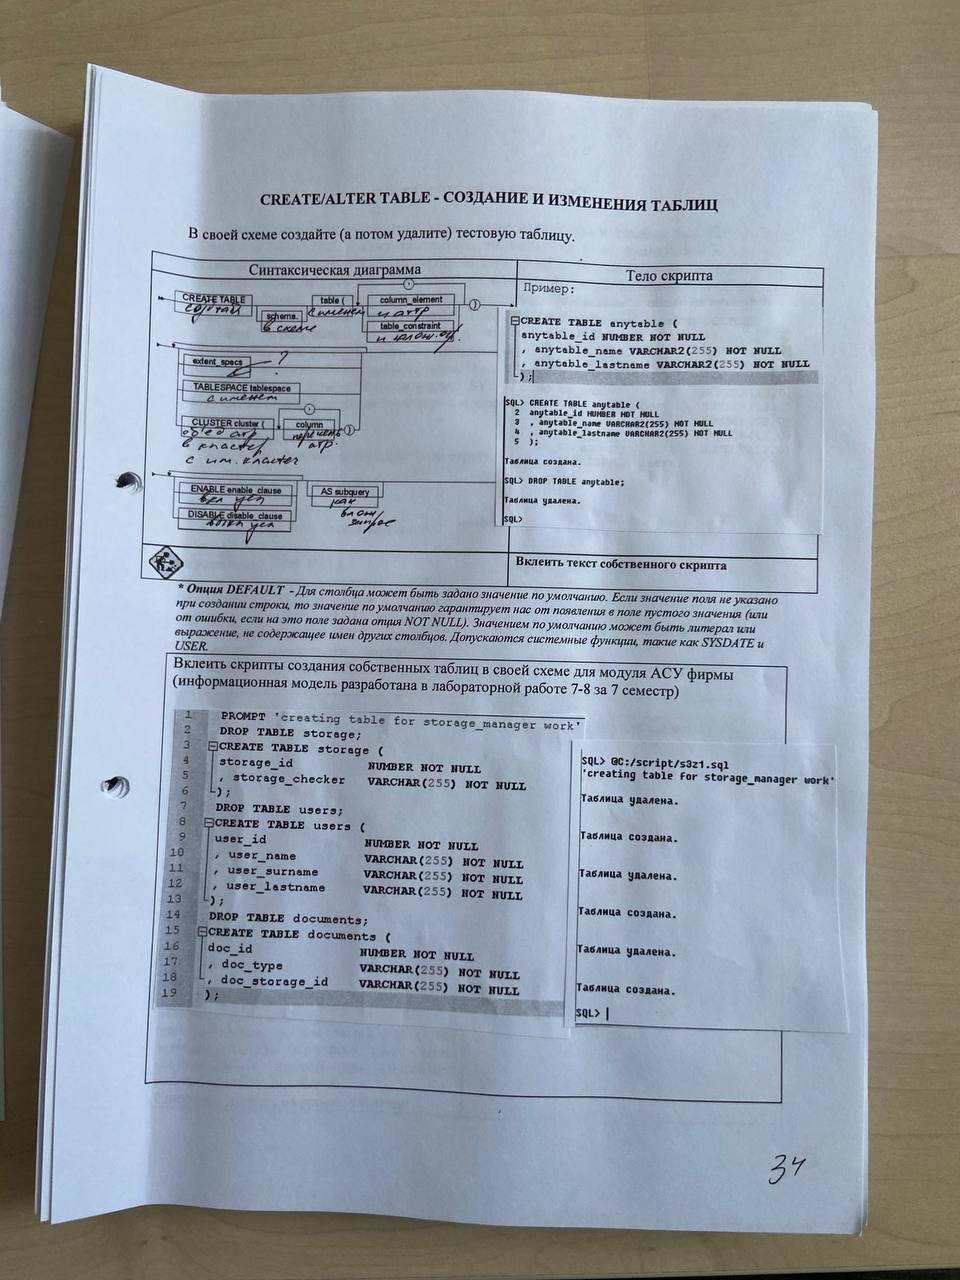 CREATE/ALTER TABLE - СОЗДАНИЕ И ИЗМЕНЕНИЯ ТАБЛИЦ
В своей схеме создайте (а потом удалите) тестовую таблицу.
Синтаксическая диаграмма
CREATE TABLE
создай
schema.
в схеме
table (
с именем
column_element
table_constraint
)
extent_specs
?
TABLESPACE tablespace
с именем
CLUSTER cluster (
в кластер
column
перечень
атр.
)
ENABLE enable_clause
вкл усл
DISABLE disable_clause
выкл усл
AS subquery
как
влож.
запрос
Тело скрипта
Пример:
CREATE TABLE anytable (
anytable_id NUMBER NOT NULL
, anytable_name VARCHAR2(255) NOT NULL
, anytable_lastname VARCHAR2(255) NOT NULL
);
SQL> CREATE TABLE anytable (
2 anytable_id NUMBER NOT NULL
3 , anytable_name VARCHAR2(255) NOT NULL
4 , anytable_lastname VARCHAR2(255) NOT NULL
5 );
Таблица создана.
SQL> DROP TABLE anytable;
Таблица удалена.
SQL>
Вклеить текст собственного скрипта
* Опция DEFAULT - Для столбца может быть задано значение по умолчанию. Если значение поля не указано
при создании строки, то значение по умолчанию гарантирует нас от появления в поле пустого значения (или
от ошибки, если на это поле задана опция NOT NULL). Значением по умолчанию может быть литерал или
выражение, не содержащее имен других столбцов. Допускаются системные функции, такие как SYSDATE и
USER.
Вклеить скрипты создания собственных таблиц в своей схеме для модуля АСУ фирмы
(информационная модель разработана в лабораторной работе 7-8 за 7 семестр)
1 PROMPT 'creating table for storage_manager work'
2 DROP TABLE storage;
3 CREATE TABLE storage (
4 storage_id NUMBER NOT NULL
5 , storage_checker VARCHAR(255) NOT NULL
6 );
7 DROP TABLE users;
8 CREATE TABLE users (
9 user_id NUMBER NOT NULL
10 , user_name VARCHAR(255) NOT NULL
11 , user_surname VARCHAR(255) NOT NULL
12 , user_lastname VARCHAR(255) NOT NULL
13 );
14 DROP TABLE documents;
15 CREATE TABLE documents (
16 doc_id NUMBER NOT NULL
17 , doc_type VARCHAR(255) NOT NULL
18 , doc_storage_id VARCHAR(255) NOT NULL
19 );
SQL> @C:/script/s3z1.sql
'creating table for storage_manager work'
Таблица удалена.
Таблица создана.
Таблица удалена.
Таблица создана.
Таблица удалена.
Таблица создана.
SQL>
34